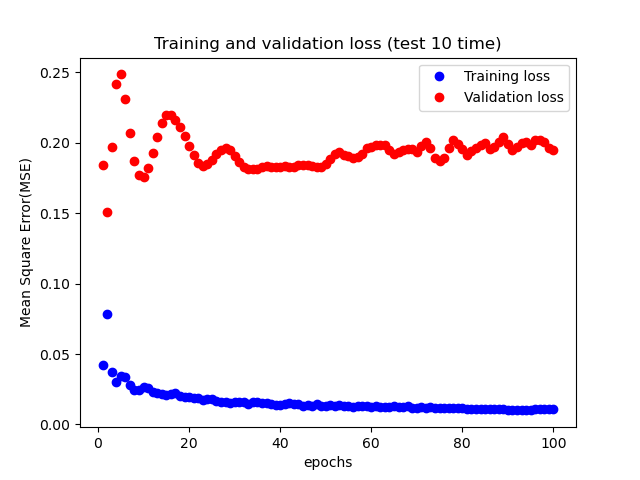 Training and validation loss (test 10 time)
Training loss
Validation loss
Mean Square Error(MSE)
0.25
0.20
0.15
0.10
0.05
0.00
0 20 40 60 80 100
epochs